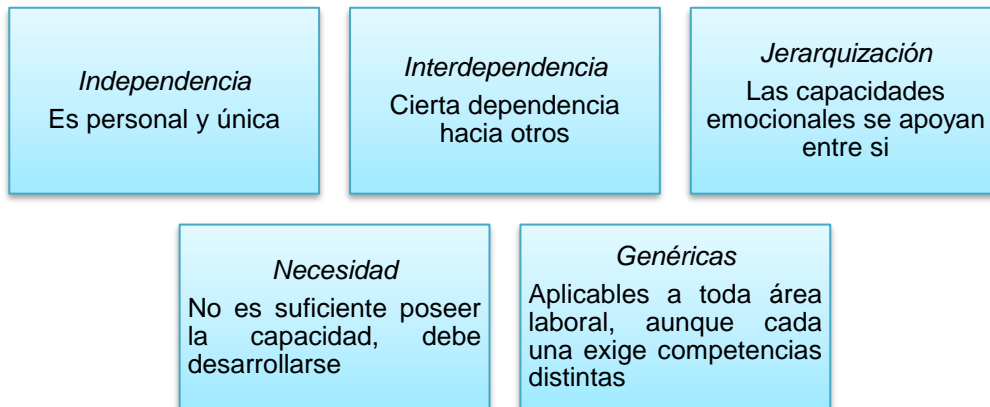 Independencia
Es personal y única
Interdependencia
Cierta dependencia
hacia otros
Jerarquización
Las capacidades
emocionales se apoyan
entre si
Necesidad
No es suficiente poseer
la capacidad, debe
desarrollarse
Genéricas
Aplicables a toda área
laboral, aunque cada
una exige competencias
distintas